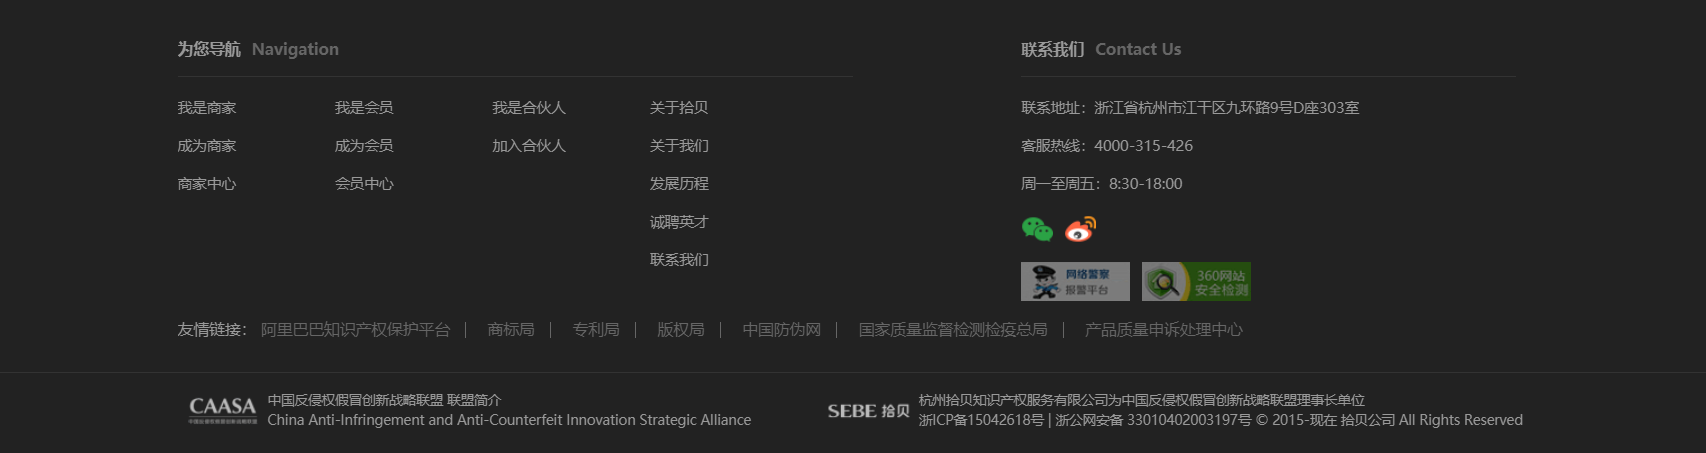 为您导航 Navigation
我是商家 我是会员 我是合伙人 关于拾贝
成为商家 成为会员 加入合伙人 关于我们
商家中心 会员中心 发展历程
诚聘英才
联系我们
联系我们 Contact Us
联系地址：浙江省杭州市江干区九环路9号D座303室
客服热线：4000-315-426
周一至周五：8:30-18:00
网络警察
报警平台
360网站
安全检测
友情链接： 阿里巴巴知识产权保护平台 | 商标局 | 专利局 | 版权局 | 中国防伪网 | 国家质量监督检测检疫总局 | 产品质量申诉处理中心
CAASA
中国反侵权假冒创新战略联盟
中国反侵权假冒创新战略联盟 联盟简介
China Anti-Infringement and Anti-Counterfeit Innovation Strategic Alliance
SEBE 拾贝
杭州拾贝知识产权服务有限公司为中国反侵权假冒创新战略联盟理事长单位
浙ICP备15042618号 | 浙公网安备 33010402003197号 © 2015-现在 拾贝公司 All Rights Reserved